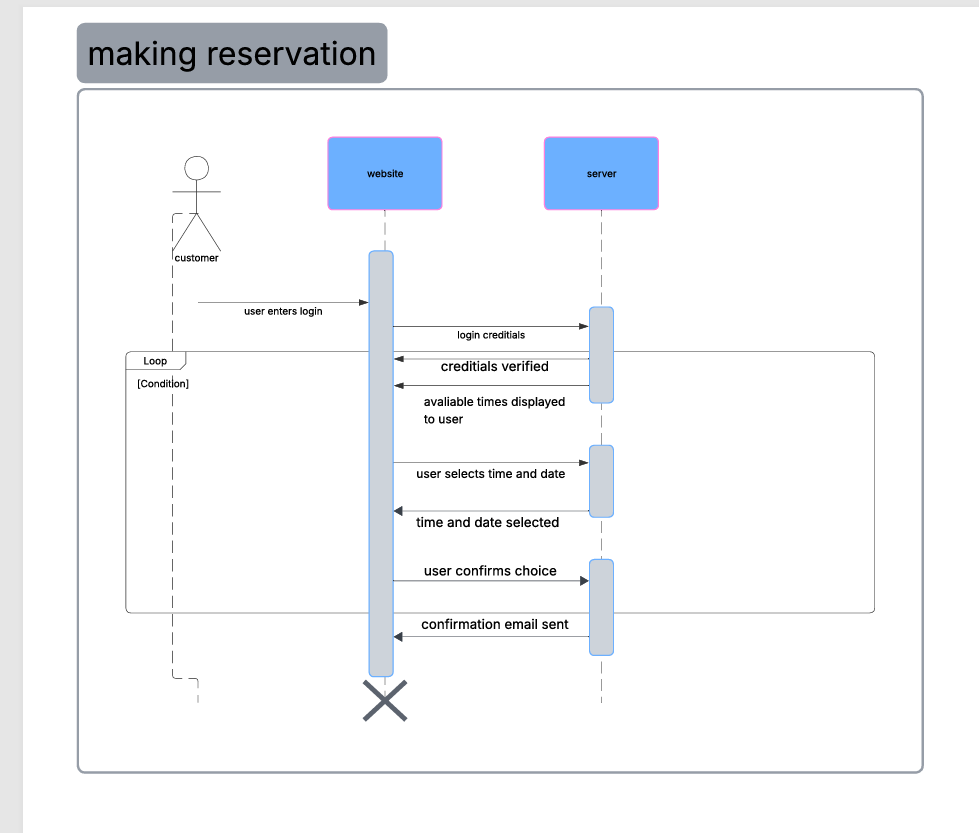 making reservation
website
server
customer
user enters login
login creditials
Loop
creditials verified
[Condition]
avaliable times displayed
to user
user selects time and date
time and date selected
user confirms choice
confirmation email sent